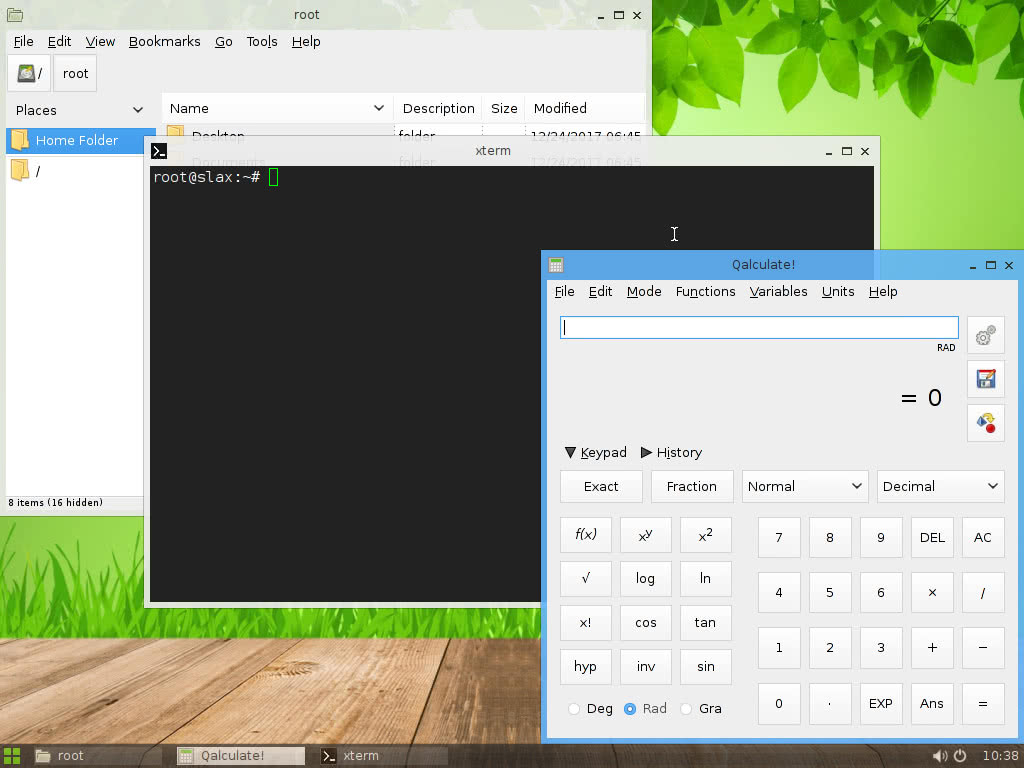 root
File Edit View Bookmarks Go Tools Help
/ root
Places
Name Description Size Modified
Home Folder
Desktop folder 12/24/2017 06:45
/
Documents folder 12/24/2017 06:45
8 items (16 hidden)
xterm
root@slax:~#
Qalculate!
File Edit Mode Functions Variables Units Help
RAD
= 0
Keypad History
Exact Fraction Normal Decimal
f(x) x^y x² 7 8 9 DEL AC
√ log ln 4 5 6 × /
x! cos tan 1 2 3 + −
hyp inv sin 0 · EXP Ans =
Deg Rad Gra
root Qalculate! xterm 10:38